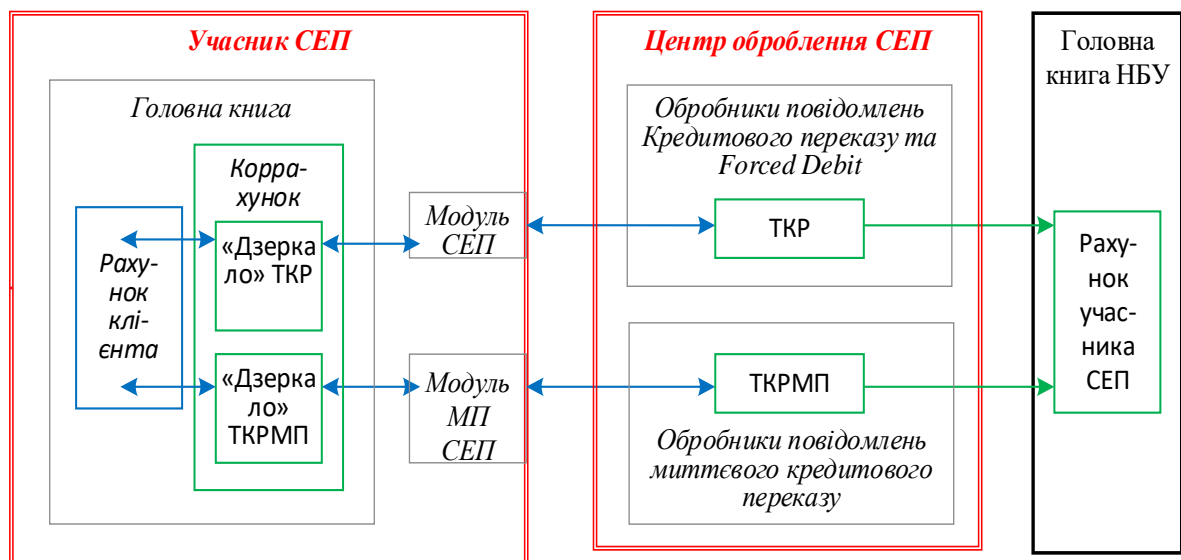 Учасник СЕП
Головна книга
Корра-
хунок
Раху-
нок
клі-
єнта
«Дзерка
ло» ТКР
«Дзерка
ло»
ТКРМП
Модуль
СЕП
Модуль
МП
СЕП
Центр оброблення СЕП
Обробники повідомлень
Кредитового переказу та
Forced Debit
ТКР
ТКРМП
Обробники повідомлень
миттєвого кредитового
переказу
Головна
книга НБУ
Раху-
нок
учас-
ника
СЕП